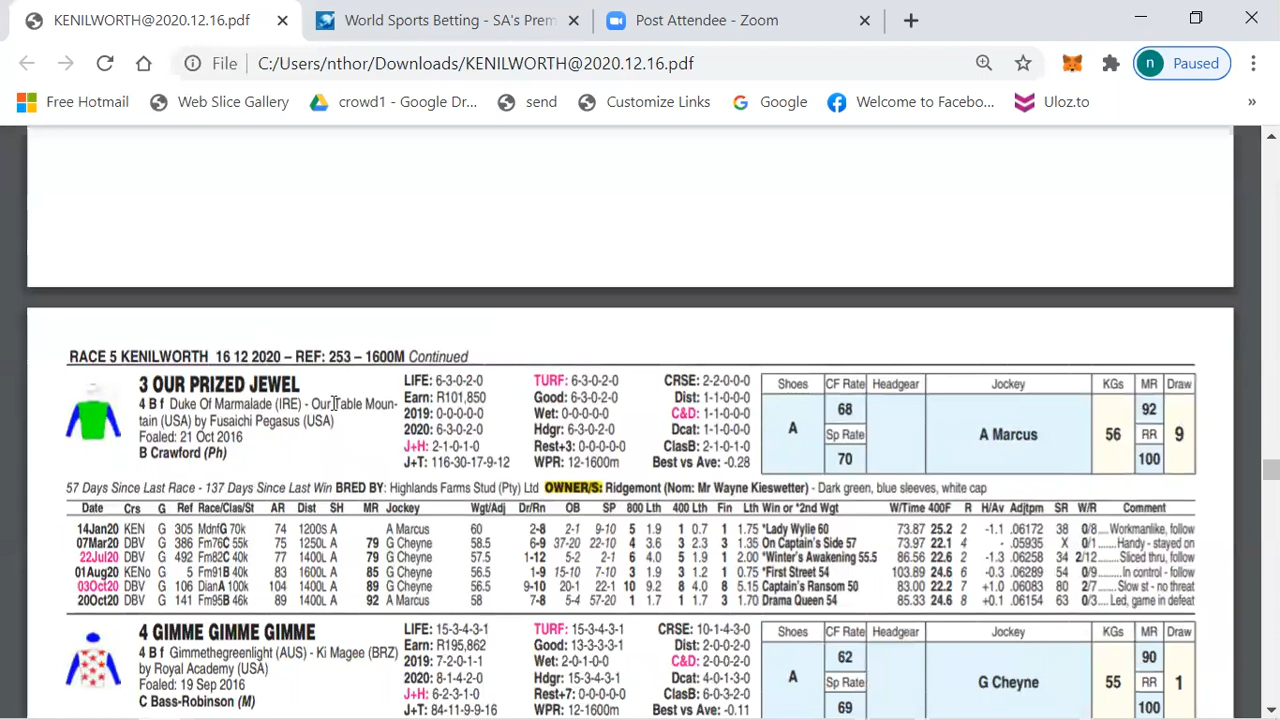 KENILWORTH@2020.12.16.pdf World Sports Betting - SA's Prem Post Attendee - Zoom
File C:/Users/nthor/Downloads/KENILWORTH@2020.12.16.pdf n Paused
Free Hotmail Web Slice Gallery crowd1 - Google Dr... send Customize Links Google Welcome to Facebo... Uloz.to »
RACE 5 KENILWORTH 16 12 2020 – REF: 253 – 1600M Continued
3 OUR PRIZED JEWEL
4 B f Duke Of Marmalade (IRE) - Our Table Moun-
tain (USA) by Fusaichi Pegasus (USA)
Foaled: 21 Oct 2016
B Crawford (Ph)
LIFE: 6-3-0-2-0 TURF: 6-3-0-2-0 CRSE: 2-2-0-0-0
Earn: R101,850 Good: 6-3-0-2-0 Dist: 1-1-0-0-0
2019: 0-0-0-0-0 Wet: 0-0-0-0-0 C&D: 1-1-0-0-0
2020: 6-3-0-2-0 Hdgr: 6-3-0-2-0 Dcat: 1-1-0-0-0
J+H: 2-1-0-1-0 Rest+3: 0-0-0-0-0 ClasB: 2-1-0-1-0
J+T: 116-30-17-9-12 WPR: 12-1600m Best vs Ave: -0.28
Shoes CF Rate Headgear Jockey KGs MR Draw
A 68 Sp Rate 70 A Marcus 56 92 RR 100 9
57 Days Since Last Race - 137 Days Since Last Win BRED BY: Highlands Farms Stud (Pty) Ltd OWNER/S: Ridgemont (Nom: Mr Wayne Kieswetter) - Dark green, blue sleeves, white cap
Date Crs G Ref Race/Clas/St AR Dist SH MR Jockey Wgt/Adj Dr/Rn OB SP 800 Lth 400 Lth Fin Lth Win or *2nd Wgt W/Time 400F R H/Av Adjtpm SR W/R Comment
14Jan20 KEN G 305 MdnfG 70k 74 1200S A A Marcus 60 2-8 2-1 9-10 5 1.9 1 0.7 1 1.75 *Lady Wylie 60 73.87 25.2 2 -1.1 .06172 38 0/8 ..Workmanlike, follow
07Mar20 DBV G 386 Fm76C 55k 75 1250L A 79 G Cheyne 58.5 6-9 37-20 22-10 4 3.6 3 2.3 3 1.35 On Captain's Side 57 73.97 22.1 4 - .05935 X 0/1 .... Handy - stayed on
22Jul20 DBV G 492 Fm82C 40k 77 1400L A 79 G Cheyne 57.5 1-12 5-2 2-1 6 4.0 5 1.9 1 2.00 *Winter's Awakening 55.5 86.56 22.6 2 -1.3 .06258 34 2/12 ..... Sliced thru, follow
01Aug20 KENo G 5 Fm91B 40k 83 1600L A 85 G Cheyne 56.5 1-9 15-10 7-10 3 1.9 3 1.2 1 0.75 *First Street 54 103.89 24.6 6 -0.3 .06289 54 0/9 ..... In control - follow
03Oct20 DBV G 106 DianA 100k 104 1400L A 89 G Cheyne 56.5 9-10 20-1 22-1 10 9.2 8 4.0 8 5.15 Captain's Ransom 50 83.00 22.2 7 +1.0 .06083 80 2/7 ..... Slow st - no threat
20Oct20 DBV G 141 Fm95B 46k 89 1400L A 92 A Marcus 58 7-8 5-4 57-20 1 1.7 1 1.7 3 1.70 Drama Queen 54 85.33 24.6 8 +0.1 .06154 63 0/3 .... Led, game in defeat
4 GIMME GIMME GIMME
4 B f Gimmethegreenlight (AUS) - Ki Magee (BRZ)
by Royal Academy (USA)
Foaled: 19 Sep 2016
C Bass-Robinson (M)
LIFE: 15-3-4-3-1 TURF: 15-3-4-3-1 CRSE: 10-1-4-3-0
Earn: R195,862 Good: 13-3-3-3-1 Dist: 2-0-0-2-0
2019: 7-2-0-1-1 Wet: 2-0-1-0-0 C&D: 2-0-0-2-0
2020: 8-1-4-2-0 Hdgr: 15-3-4-3-1 Dcat: 4-0-1-3-0
J+H: 6-2-3-1-0 Rest+7: 0-0-0-0-0 ClasB: 6-0-3-2-0
J+T: 84-11-9-9-16 WPR: 12-1600m Best vs Ave: -0.11
Shoes CF Rate Headgear Jockey KGs MR Draw
A 62 Sp Rate 69 G Cheyne 55 90 RR 100 1